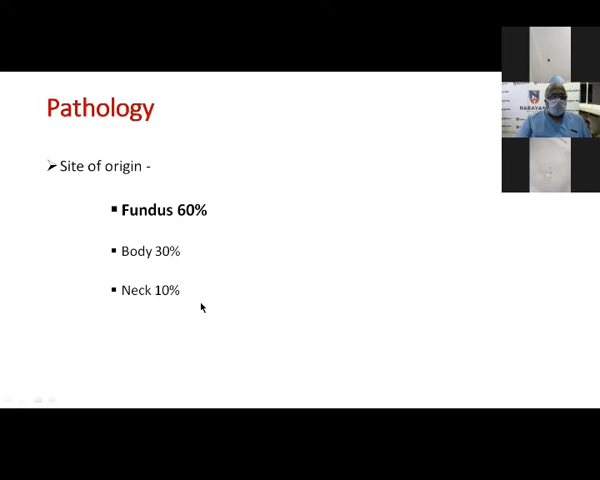 Pathology
➢ Site of origin -
▪ Fundus 60%
▪ Body 30%
▪ Neck 10%